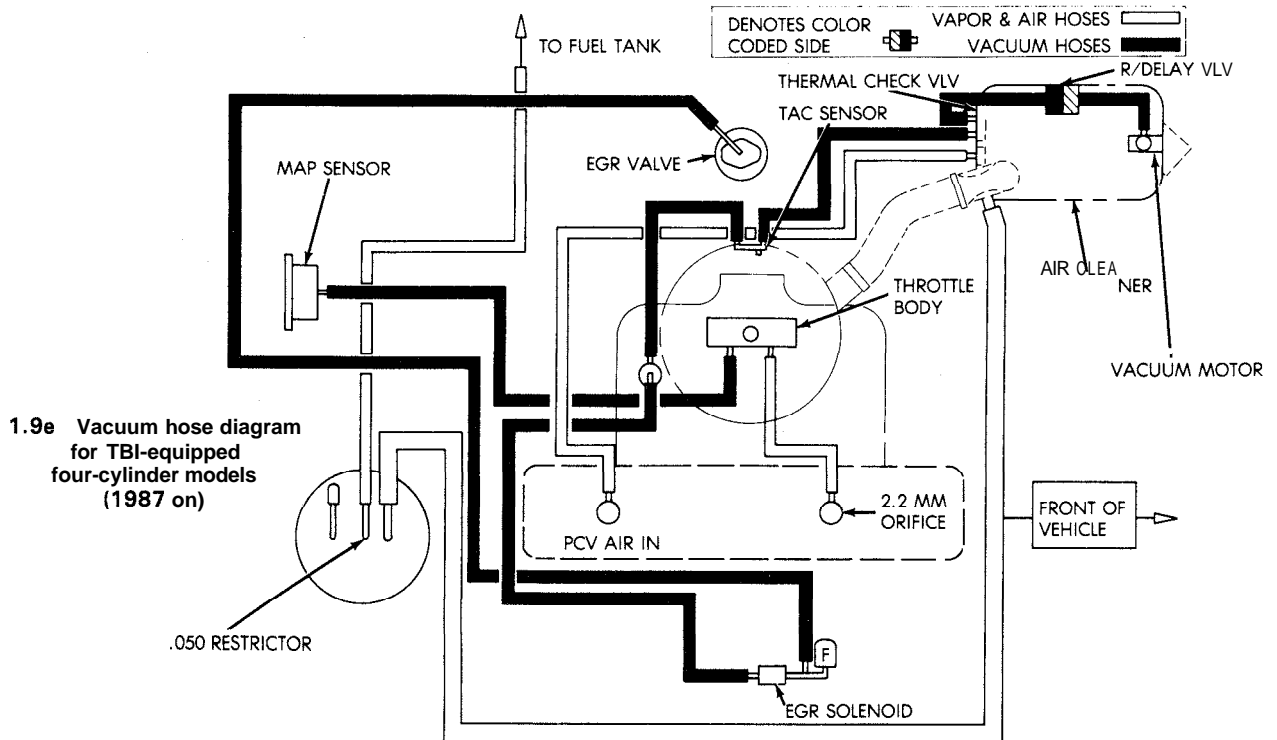 DENOTES COLOR
CODED SIDE
VAPOR & AIR HOSES
VACUUM HOSES
TO FUEL TANK
R/DELAY VLV
THERMAL CHECK VLV
TAC SENSOR
EGR VALVE
MAP SENSOR
AIR CLEA
NER
THROTTLE
BODY
VACUUM MOTOR
1.9e Vacuum hose diagram
for TBI-equipped
four-cylinder models
(1987 on)
2.2 MM
ORIFICE
FRONT OF
VEHICLE
PCV AIR IN
.050 RESTRICTOR
F
EGR SOLENOID